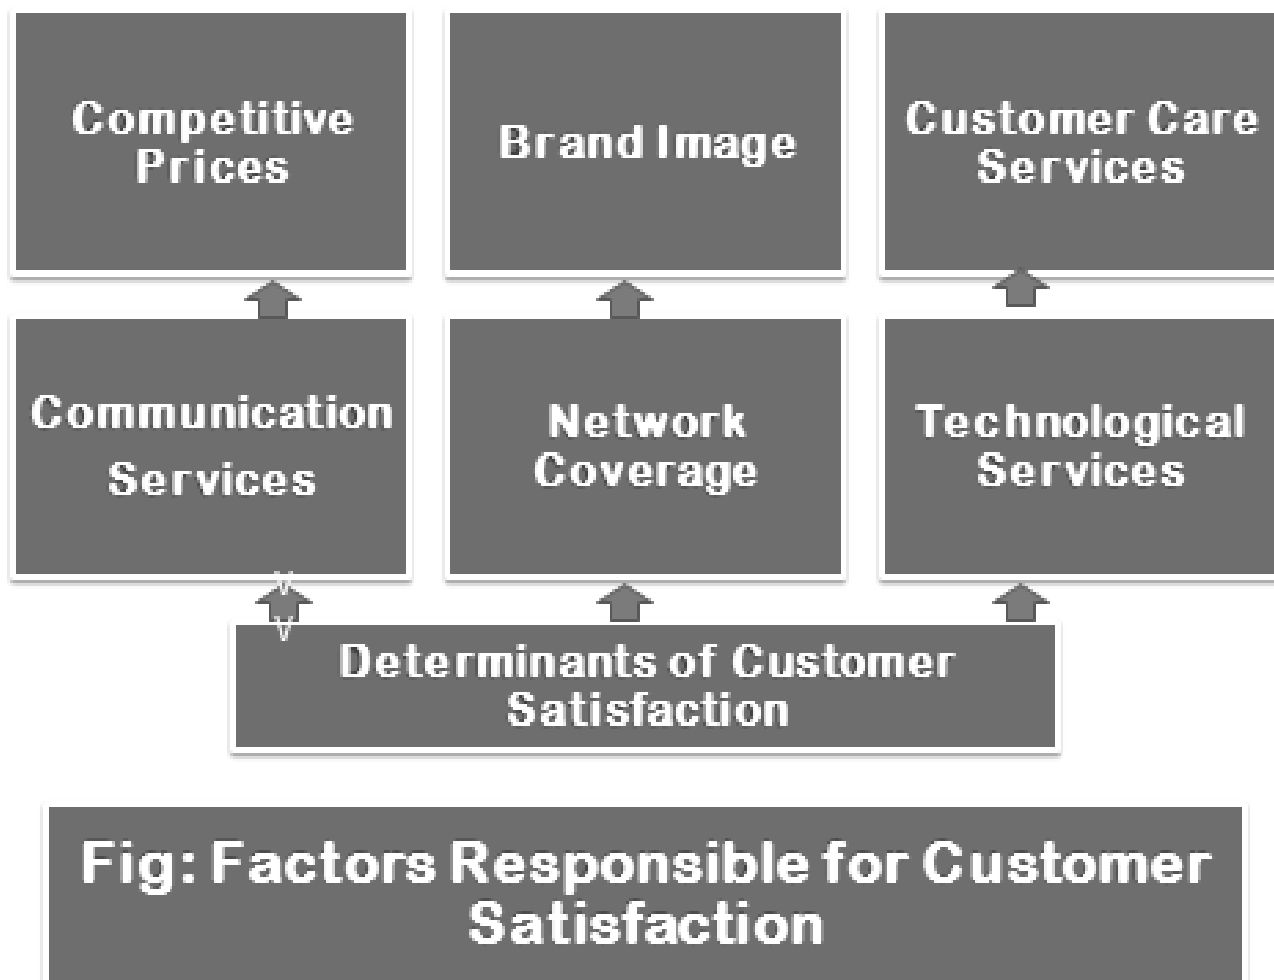 Competitive
Prices
Brand Image
Customer Care
Services
Communication
Services
Network
Coverage
Technological
Services
V
V
Determinants of Customer
Satisfaction
Fig: Factors Responsible for Customer
Satisfaction